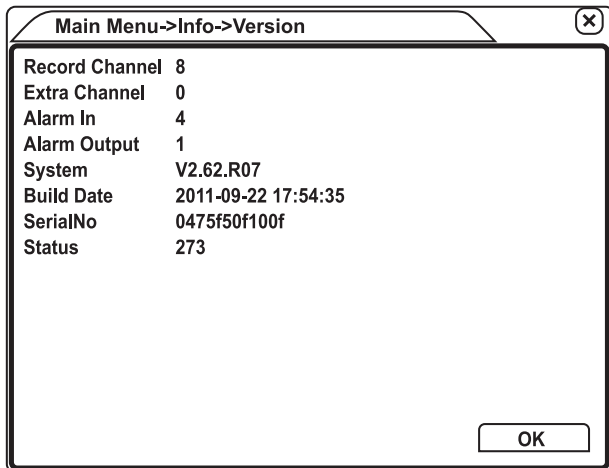 Main Menu->Info->Version
Record Channel 8
Extra Channel 0
Alarm In 4
Alarm Output 1
System V2.62.R07
Build Date 2011-09-22 17:54:35
SerialNo 0475f50f100f
Status 273
OK